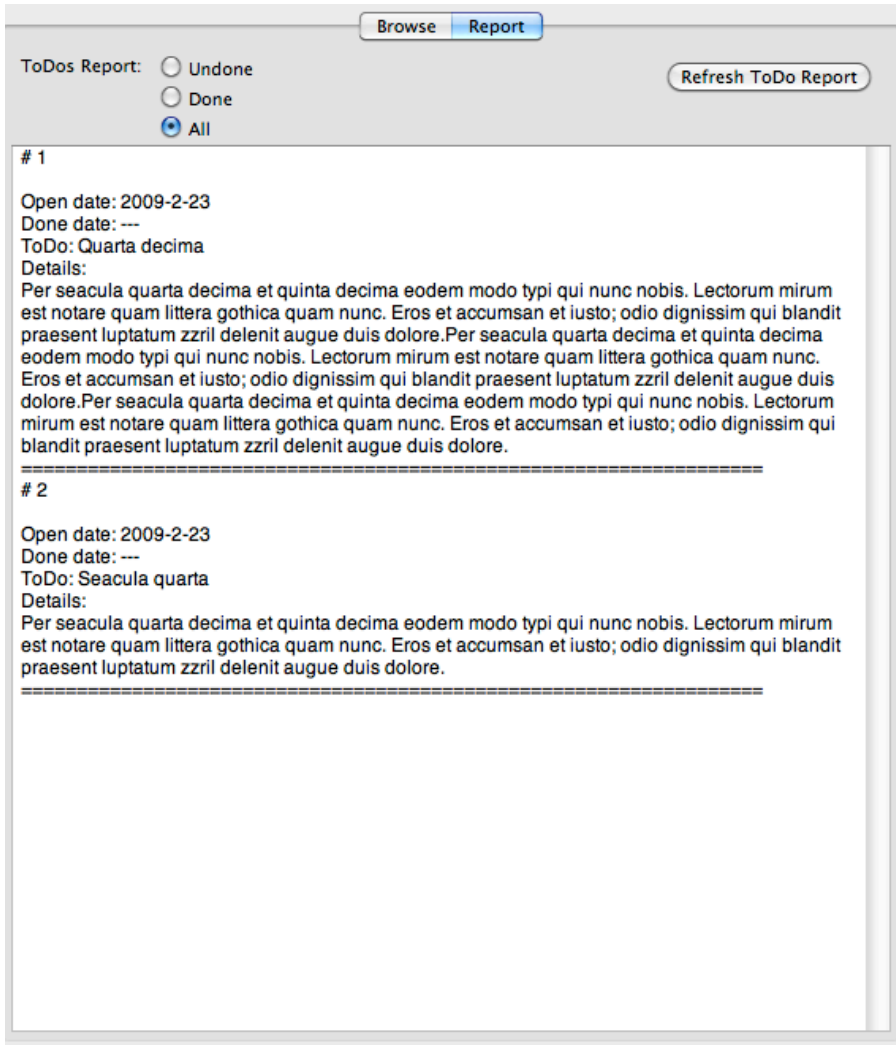 Browse Report
ToDos Report: Undone
Refresh ToDo Report
Done
All
# 1
Open date: 2009-2-23
Done date: ---
ToDo: Quarta decima
Details:
Per seacula quarta decima et quinta decima eodem modo typi qui nunc nobis. Lectorum mirum
est notare quam littera gothica quam nunc. Eros et accumsan et iusto; odio dignissim qui blandit
praesent luptatum zzril delenit augue duis dolore.Per seacula quarta decima et quinta decima
eodem modo typi qui nunc nobis. Lectorum mirum est notare quam littera gothica quam nunc.
Eros et accumsan et iusto; odio dignissim qui blandit praesent luptatum zzril delenit augue duis
dolore.Per seacula quarta decima et quinta decima eodem modo typi qui nunc nobis. Lectorum
mirum est notare quam littera gothica quam nunc. Eros et accumsan et iusto; odio dignissim qui
blandit praesent luptatum zzril delenit augue duis dolore.
===================================================================
# 2
Open date: 2009-2-23
Done date: ---
ToDo: Seacula quarta
Details:
Per seacula quarta decima et quinta decima eodem modo typi qui nunc nobis. Lectorum mirum
est notare quam littera gothica quam nunc. Eros et accumsan et iusto; odio dignissim qui blandit
praesent luptatum zzril delenit augue duis dolore.
===================================================================